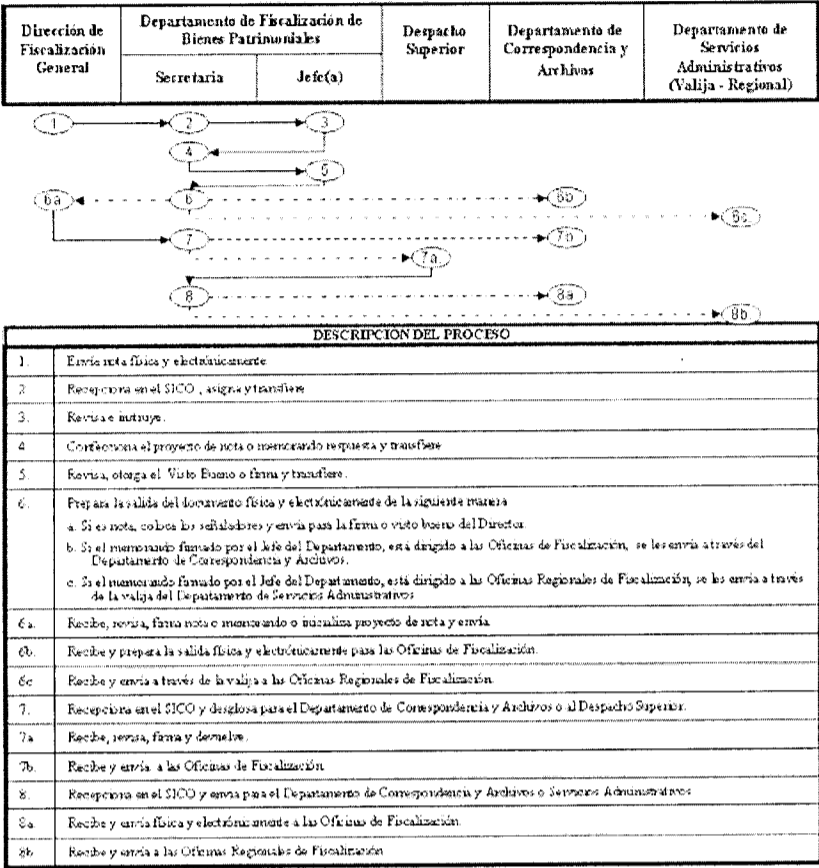 Dirección de
Fiscalización
General
Departamento de Fiscalización de
Bienes Patrimoniales
Secretaria
Jefe(a)
Despacho
Superior
Departamento de
Correspondencia y
Archivos
Departamento de
Servicios
Administrativos
(Valija - Regional)
1
2
3
4
5
6a
6
6b
6c
7
7b
7a
8
8a
8b
DESCRIPCIÓN DEL PROCESO
1. Envía nota física y electrónicamente
2 Recepciona en el SICO , asigna y transfiere
3. Revisa e instruye.
4 Confecciona el proyecto de nota o memorando respuesta y transfiere
5. Revisa, otorga el Visto Bueno o firma y transfiere.
6. Prepara la salida del documento física y electrónicamente de la siguiente manera
a. Si es nota, coloca los señaladores y envía para la firma o visto bueno del Director.
b. Si el memorando firmado por el Jefe del Departamento, está dirigido a las Oficinas de Fiscalización, se les envía a través del
Departamento de Correspondencia y Archivos.
c. Si el memorando firmado por el Jefe del Departamento, está dirigido a las Oficinas Regionales de Fiscalización, se les envía a través
de la valija del Departamento de Servicios Administrativos
6a. Recibe, revisa, firma nota o memorando o inicializa proyecto de nota y envía
6b. Recibe y prepara la salida física y electrónicamente para las Oficinas de Fiscalización.
6c Recibe y envía a través de la valija a las Oficinas Regionales de Fiscalización.
7. Recepciona en el SICO y desglosa para el Departamento de Correspondencia y Archivos o al Despacho Superior.
7a Recibe, revisa, firma y devuelve.
7b. Recibe y envía a las Oficinas de Fiscalización
8. Recepciona en el SICO y envía para el Departamento de Correspondencia y Archivos o Servicios Administrativos
8a Recibe y envía física y electrónicamente a las Oficinas de Fiscalización.
8b Recibe y envía a las Oficinas Regionales de Fiscalización